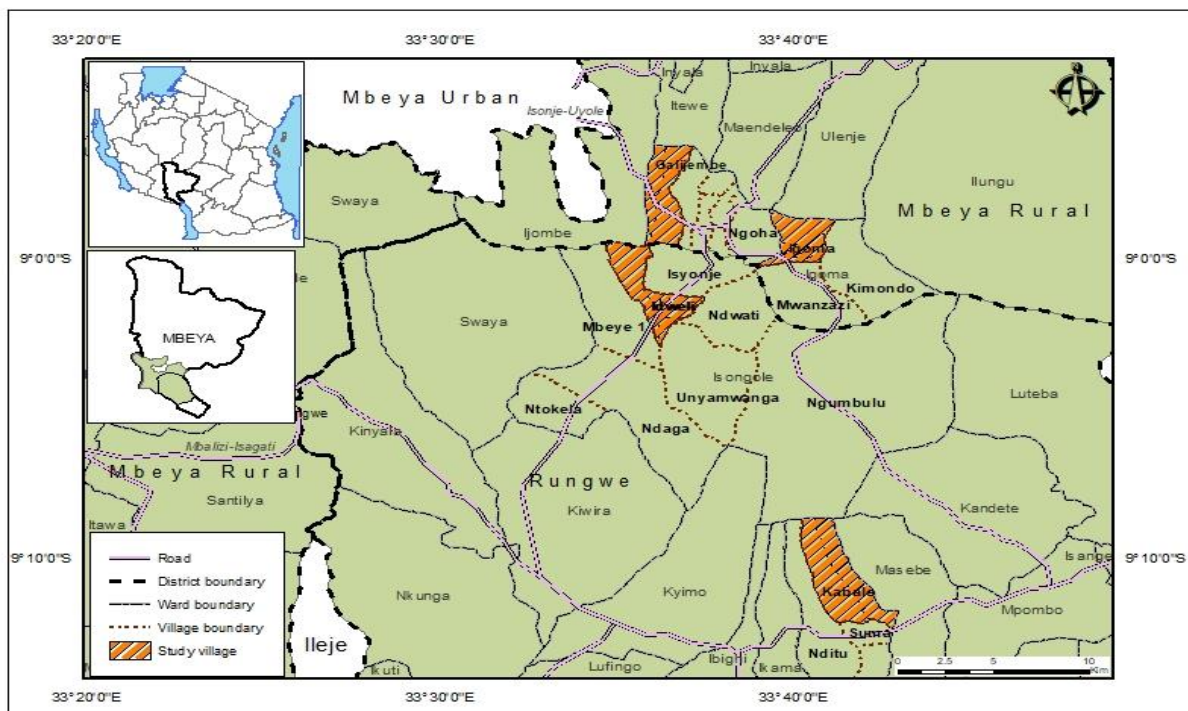 33°20'0"E 33°30'0"E 33°40'0"E
Inyala Inyala
Mbeya Urban
Isonje-Uyole
Itewe
Maendeleo
Ulenje
Galijembe
Ilungu
Swaya
Mbeya Rural
Ijombe
Ngoha
9°0'0"S 9°0'0"S
Isyonje
Igoma
Kimondo
Mwanzazi
Ndwati
Swaya
Mbeye 1
MBEYA
Isongole
Luteba
Unyamwanga
Ngumbulu
Ntokela
Ndaga
Kinyala
Mbalizi-Isagati
Mbeya Rural
Rungwe
Santilya
Kiwira
Kandete
Itawa
9°10'0"S 9°10'0"S
Isange
Masebe
Road
District boundary
Ward boundary
Village boundary
Study village
Nkunga
Kyimo
Kabale
Mpombo
Ileje
Nditu
Ibighi
Ikuti
Lufingo
Ikama
0 2.5 5 10
Km
33°20'0"E 33°30'0"E 33°40'0"E